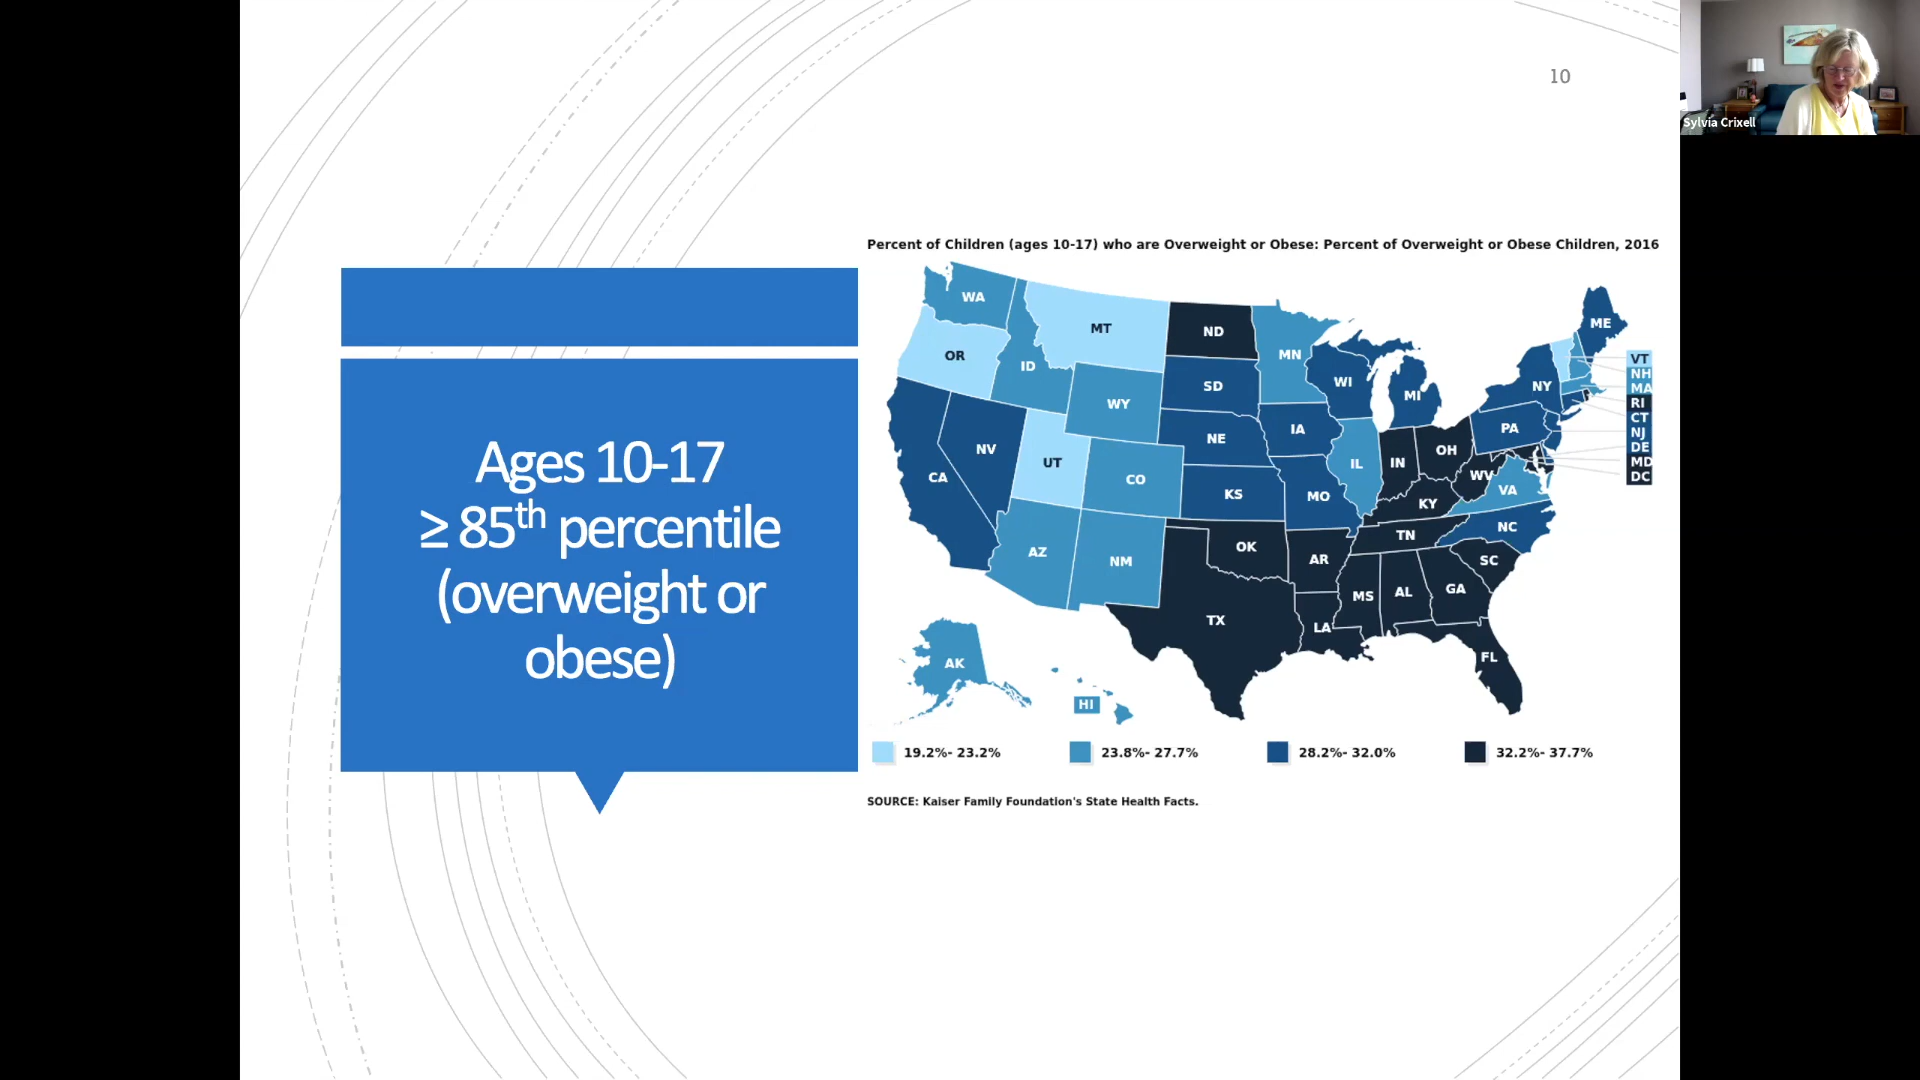 10
Sylvia Crixell
Ages 10-17
≥ 85th percentile
(overweight or
obese)
Percent of Children (ages 10-17) who are Overweight or Obese: Percent of Overweight or Obese Children, 2016
WA
MT
ND
MN
ME
OR
ID
SD
WI
MI
NY
VT
NH
MA
RI
CT
NJ
DE
MD
DC
WY
NE
IA
PA
CA
NV
UT
CO
KS
MO
IL
IN
OH
WV
VA
KY
NC
TN
AZ
NM
OK
AR
SC
MS
AL
GA
TX
LA
FL
AK
HI
19.2%- 23.2%
23.8%- 27.7%
28.2%- 32.0%
32.2%- 37.7%
SOURCE: Kaiser Family Foundation's State Health Facts.